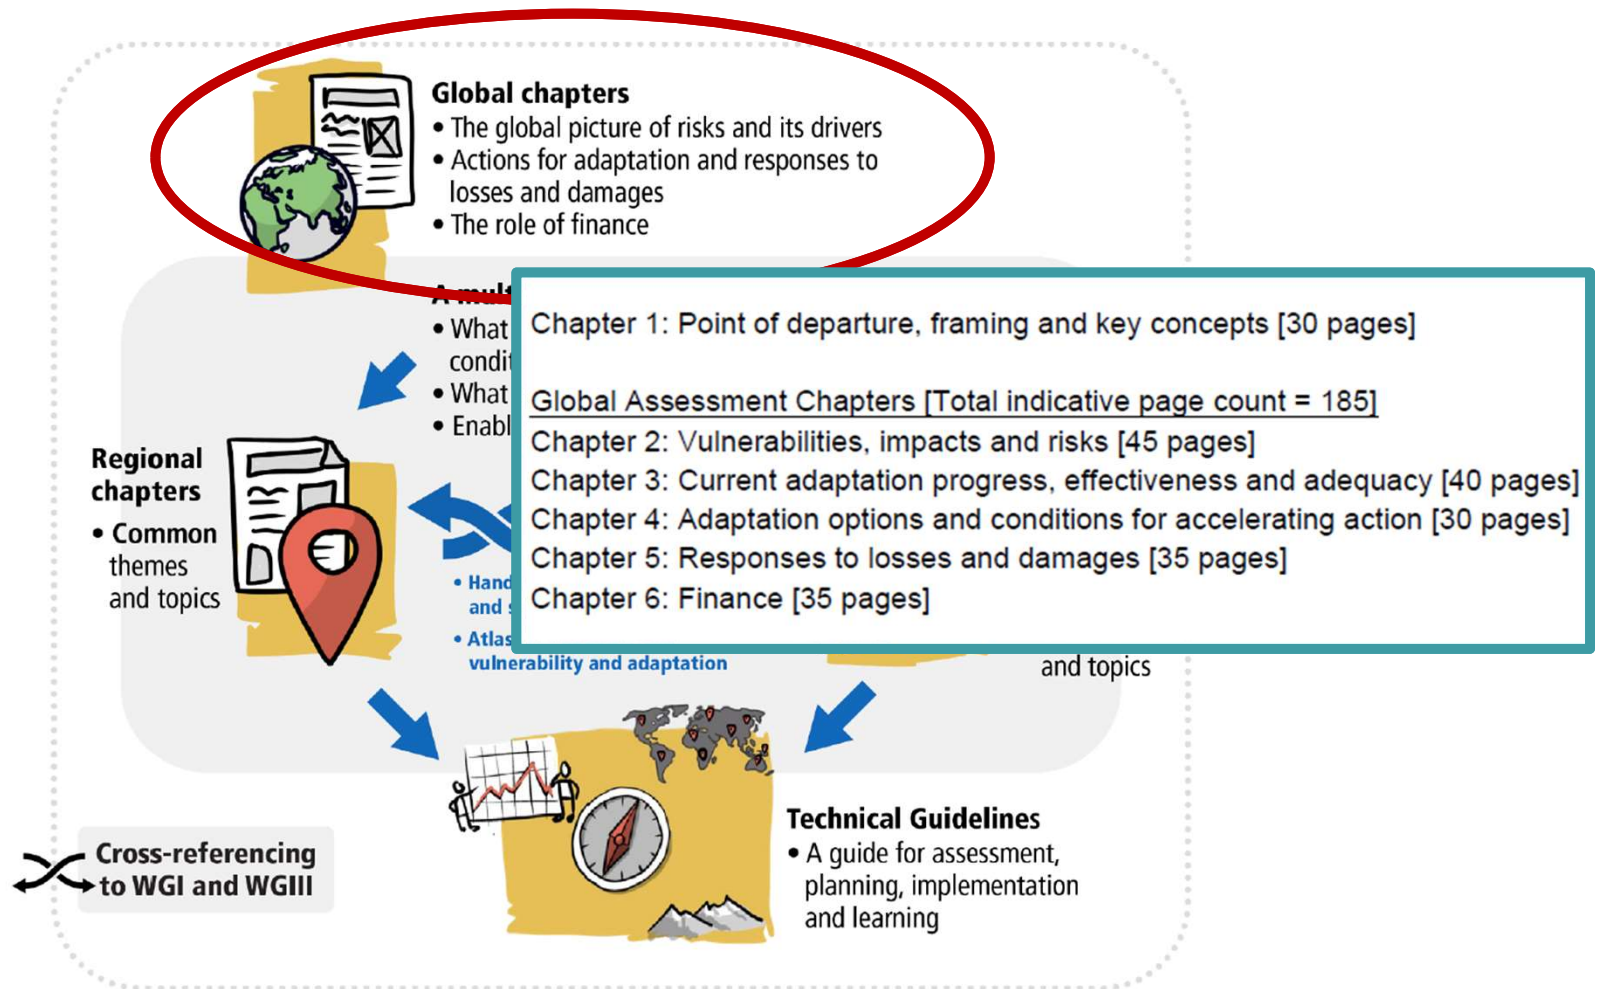 Global chapters
• The global picture of risks and its drivers
• Actions for adaptation and responses to
losses and damages
• The role of finance
A
• What
• What
Chapter 1: Point of departure, framing and key concepts [30 pages]
Global Assessment Chapters [Total indicative page count = 185]
Chapter 2: Vulnerabilities, impacts and risks [45 pages]
Chapter 3: Current adaptation progress, effectiveness and adequacy [40 pages]
Chapter 4: Adaptation options and conditions for accelerating action [30 pages]
Chapter 5: Responses to losses and damages [35 pages]
Chapter 6: Finance [35 pages]
Regional
chapters
• Common
themes
and topics
• Hand
and
• Atlas
vulnerability and adaptation
and topics
Technical Guidelines
• A guide for assessment,
planning, implementation
and learning
Cross-referencing
to WGI and WGIII